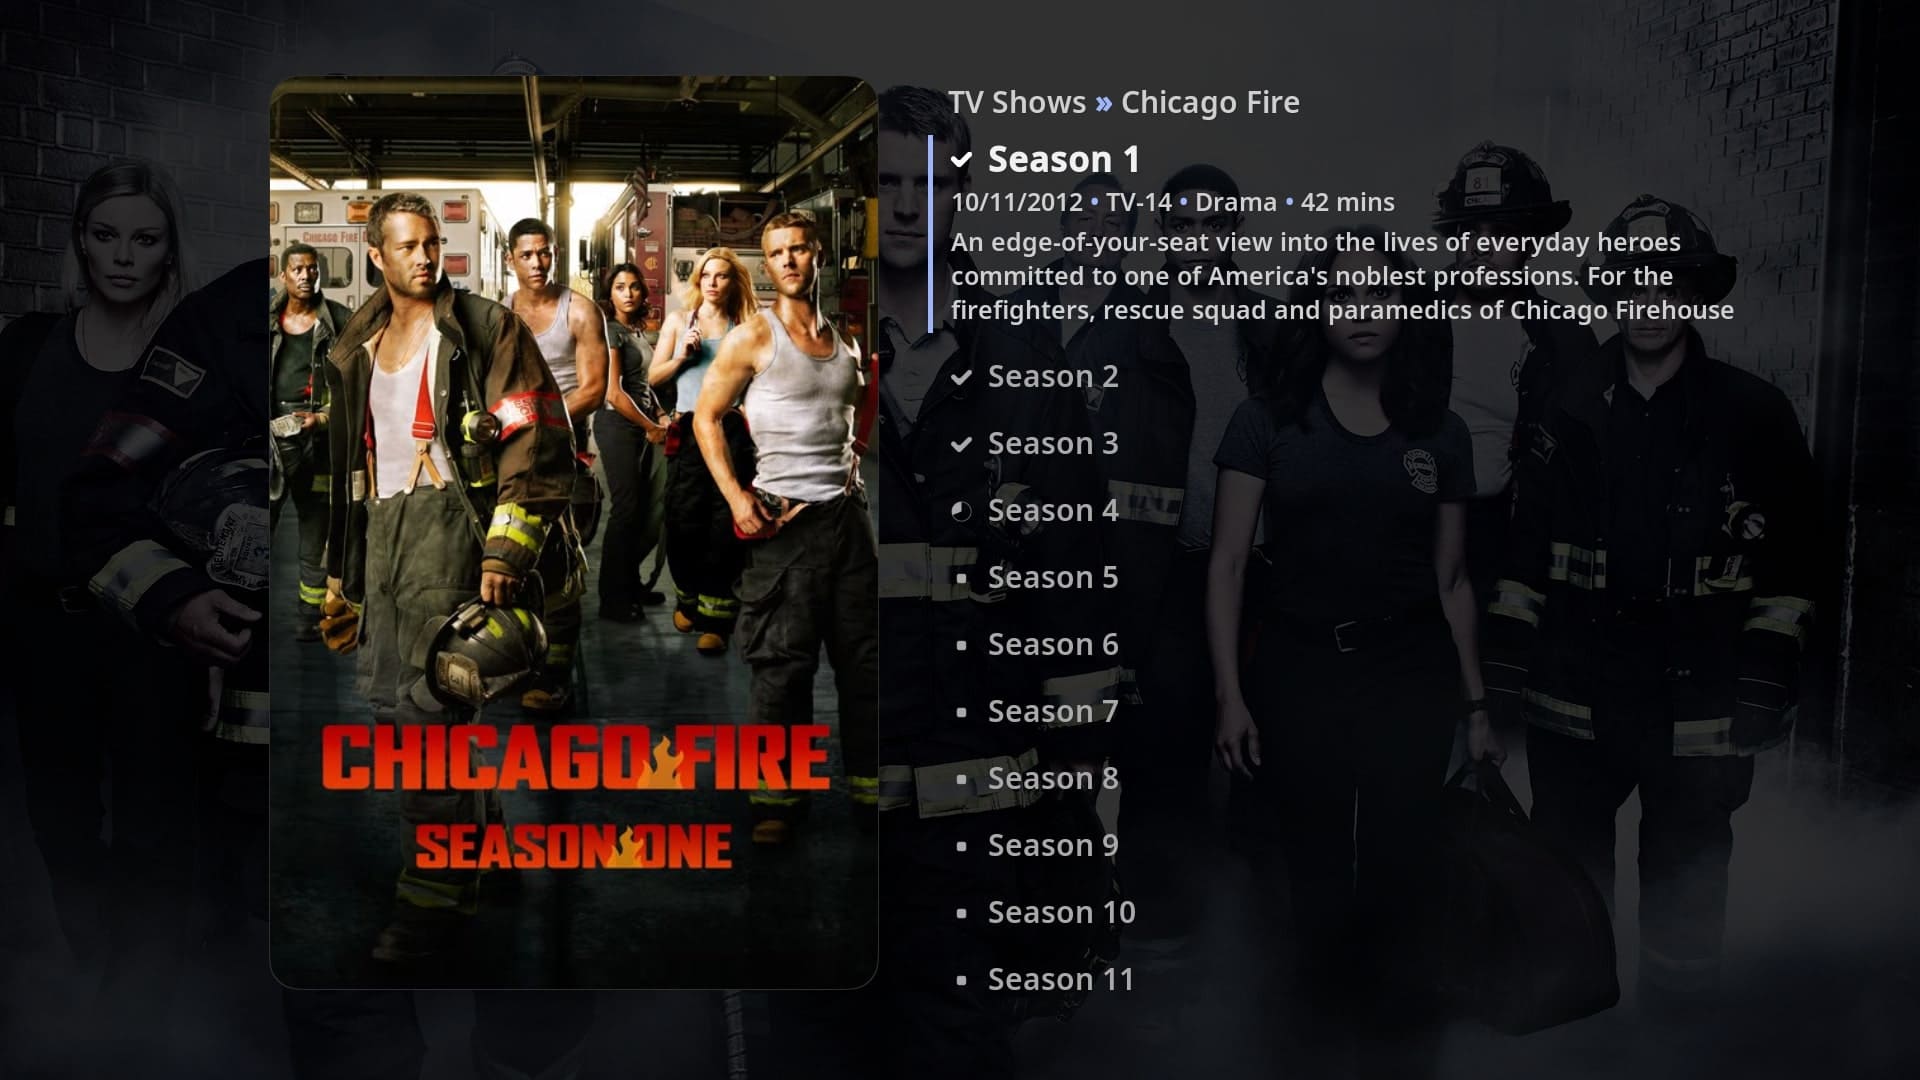 TV Shows » Chicago Fire
Season 1
10/11/2012 • TV-14 • Drama • 42 mins
An edge-of-your-seat view into the lives of everyday heroes
committed to one of America's noblest professions. For the
firefighters, rescue squad and paramedics of Chicago Firehouse
Season 2
Season 3
Season 4
Season 5
Season 6
Season 7
Season 8
Season 9
Season 10
Season 11
CHICAGO FIRE
CHICAGO FIRE
SEASON ONE
81